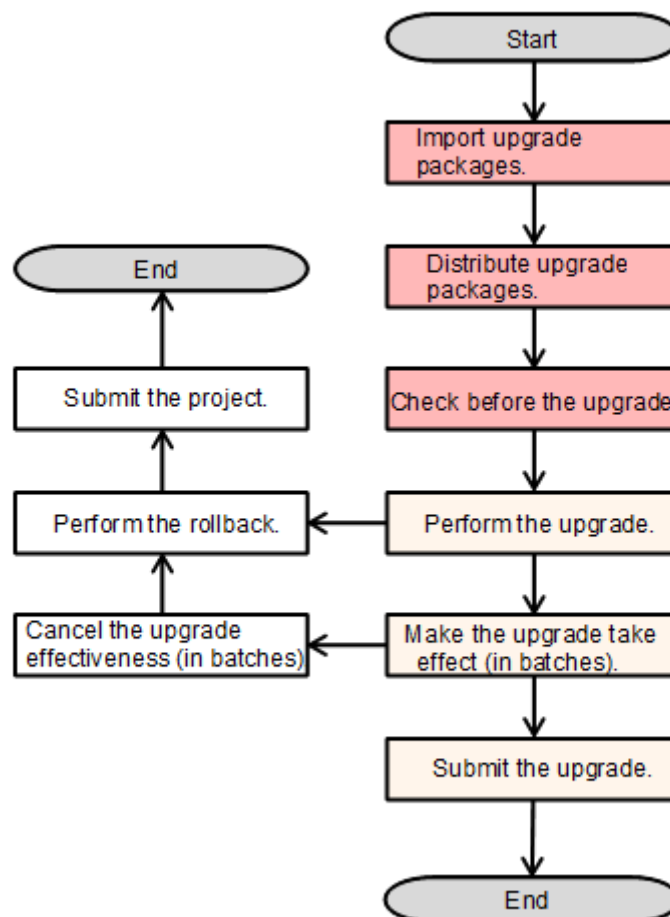 Start
Import upgrade
packages.
Distribute upgrade
packages.
End
Submit the project.
Check before the upgrade
Perform the rollback.
Perform the upgrade.
Cancel the upgrade
effectiveness (in batches)
Make the upgrade take
effect (in batches).
Submit the upgrade.
End